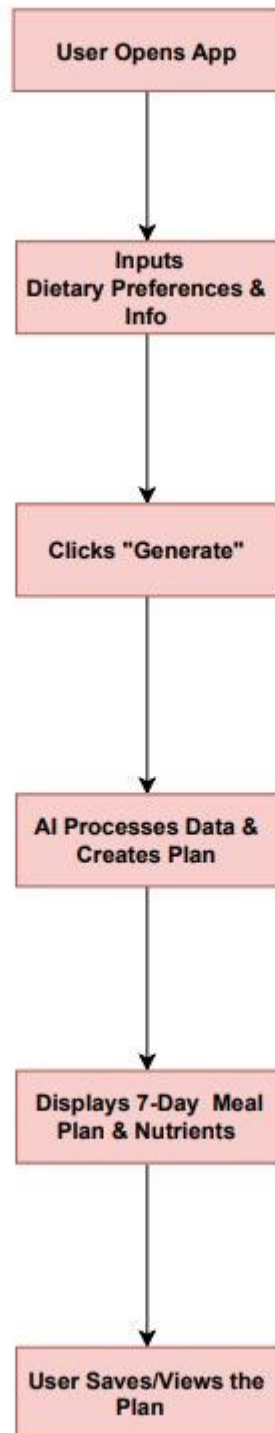 User Opens App
Inputs
Dietary Preferences &
Info
Clicks "Generate"
AI Processes Data &
Creates Plan
Displays 7-Day Meal
Plan & Nutrients
User Saves/Views the
Plan